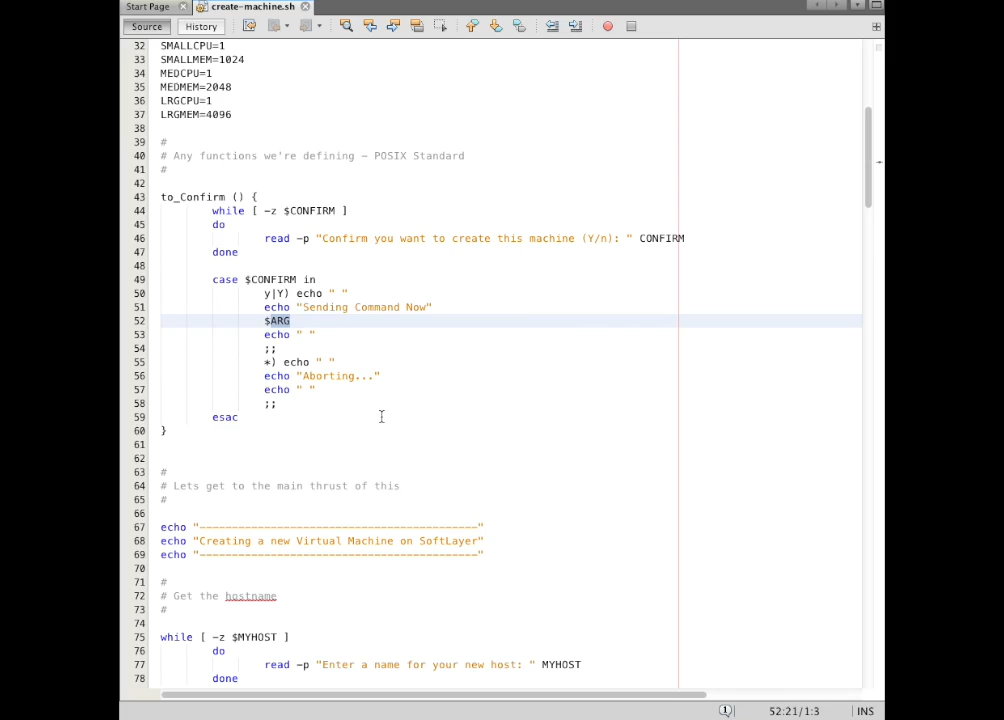 Start Page create-machine.sh
Source History
32 SMALLCPU=1
33 SMALLMEM=1024
34 MEDCPU=1
35 MEDMEM=2048
36 LRGCPU=1
37 LRGMEM=4096
38
39 #
40 # Any functions we're defining – POSIX Standard
41 #
42
43 to_Confirm () {
44 while [ -z $CONFIRM ]
45 do
46 read -p "Confirm you want to create this machine (Y/n): " CONFIRM
47 done
48
49 case $CONFIRM in
50 y|Y) echo " "
51 echo "Sending Command Now"
52 $ARG
53 echo " "
54 ;;
55 *) echo " "
56 echo "Aborting..."
57 echo " "
58 ;;
59 esac
60 }
61
62
63 #
64 # Lets get to the main thrust of this
65 #
66
67 echo "-------------------------------------------"
68 echo "Creating a new Virtual Machine on SoftLayer"
69 echo "-------------------------------------------"
70
71 #
72 # Get the hostname
73 #
74
75 while [ -z $MYHOST ]
76 do
77 read -p "Enter a name for your new host: " MYHOST
78 done
1 52:21/1:3 INS